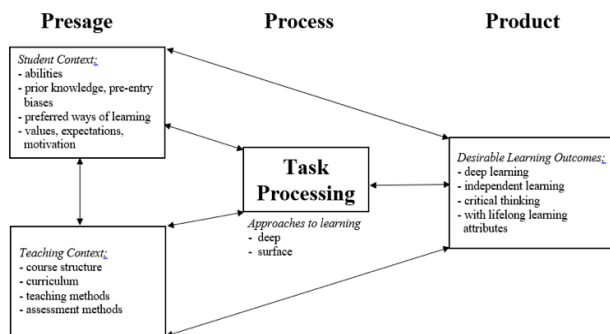 Presage Process Product
Student Context;
- abilities
- prior knowledge, pre-entry
biases
- preferred ways of learning
- values, expectations,
motivation
Task
Processing
Approaches to learning
- deep
- surface
Desirable Learning Outcomes;
- deep learning
- independent learning
- critical thinking
- with lifelong learning
attributes
Teaching Context;
- course structure
- curriculum
- teaching methods
- assessment methods